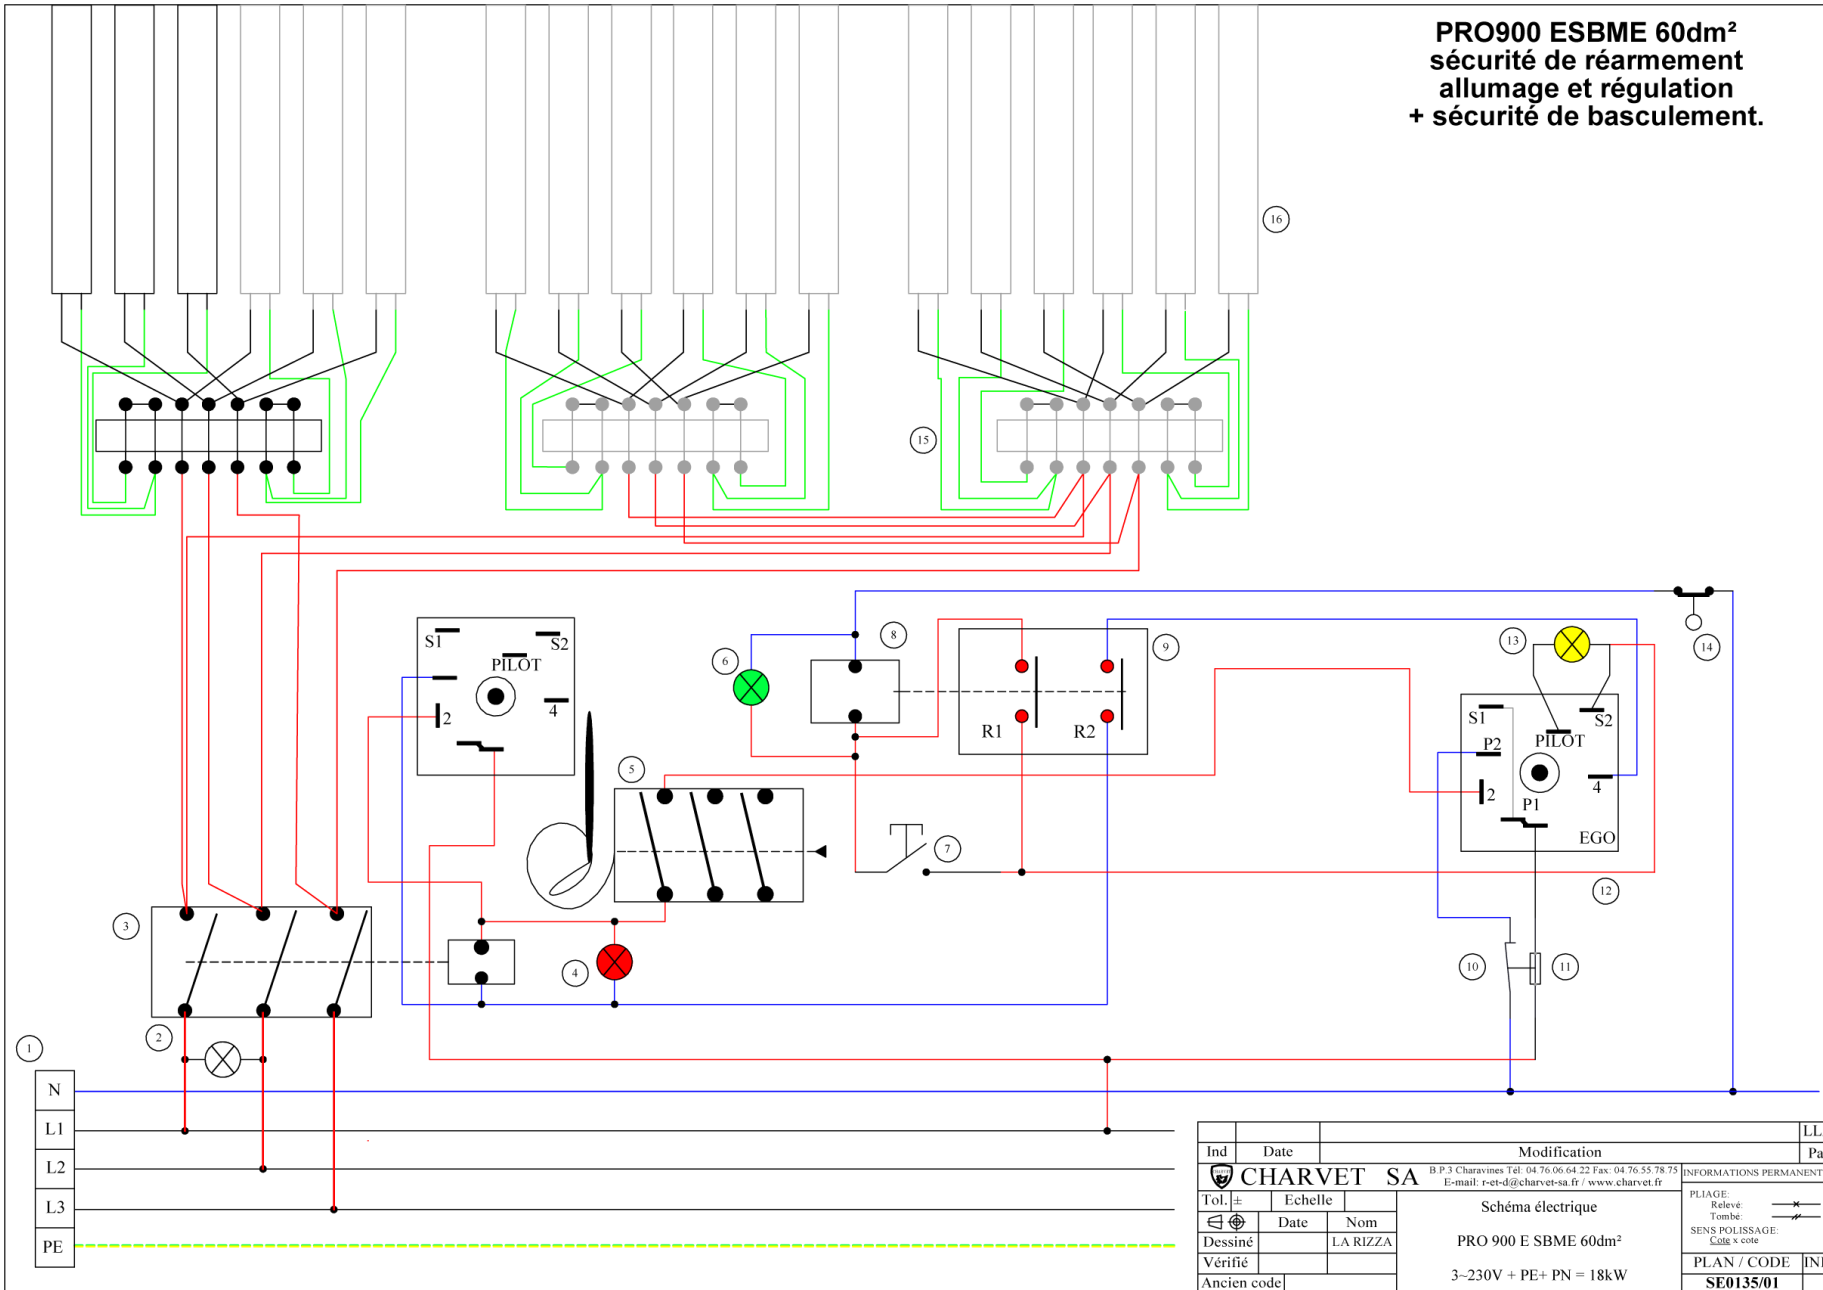 PRO900 ESBME 60dm²
sécurité de réarmement
allumage et régulation
+ sécurité de basculement.
16
15
S1
S2
PILOT
2
4
6
8
9
R1
R2
13
14
S1
S2
P2
PILOT
4
2
P1
EGO
5
7
12
3
4
10
11
2
1
N
L1
L2
L3
PE
LL
Ind
Date
Modification
Pa
CHARVET SA
B.P.3 Charavines Tél: 04.76.06.64.22 Fax: 04.76.55.78.75
E-mail: r-et-d@charvet-sa.fr / www.charvet.fr
INFORMATIONS PERMANENT
Tol. ±
Echelle
Schéma électrique
PLIAGE:
Relevé:
Tombé:
Date
Nom
SENS POLISSAGE:
Cote x cote
Dessiné
LA RIZZA
PRO 900 E SBME 60dm²
Vérifié
PLAN / CODE
IN
Ancien code
3~230V + PE+ PN = 18kW
SE0135/01